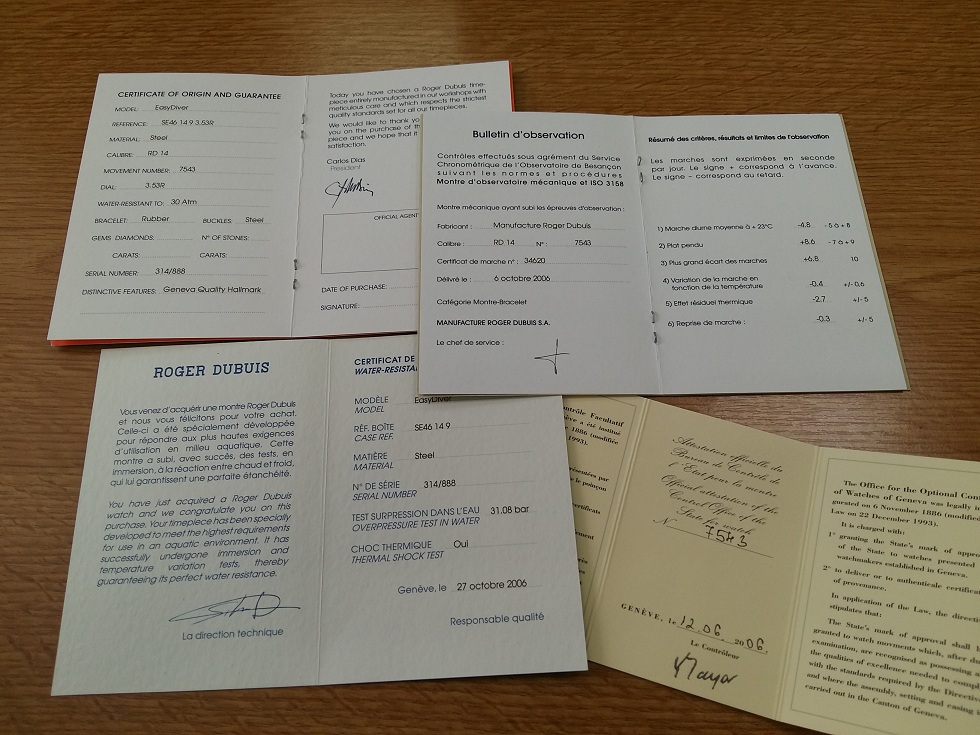 CERTIFICATE OF ORIGIN AND GUARANTEE
MODEL: EasyDiver
REFERENCE: SE46 14 9 3.53R
MATERIAL: Steel
CALIBRE: RD 14
MOVEMENT NUMBER: 7543
DIAL: 3.53R
WATER-RESISTANT TO: 30 Atm
BRACELET: Rubber BUCKLES: Steel
GEMS DIAMONDS: N° OF STONES:
CARATS: CARATS:
SERIAL NUMBER: 314/888
DISTINCTIVE FEATURES: Geneva Quality Hallmark
Today you have chosen a Roger Dubuis time-
piece entirely manufactured in our workshops with
meticulous care and which respects the strictest
quality standards set for all our timepieces.
We would like to thank yo
you on the purchase of th
piece and we hope that it
satisfaction.
Carlos Dias
President
OFFICIAL AGENT
DATE OF PURCHASE:
SIGNATURE:
Bulletin d'observation
Contrôles effectués sous agrément du Service
Chronométrique de l'Observatoire de Besançon
suivant les normes et procédures
Montre d'observatoire mécanique et ISO 3158
Montre mécanique ayant subi les épreuves d'observation :
Fabricant : Manufacture Roger Dubuis
Calibre : RD 14 N° : 7543
Certificat de marche n° : 34620
Délivré le : 6 octobre 2006
Catégorie Montre-Bracelet
MANUFACTURE ROGER DUBUIS S.A.
Le chef de service :
Résumé des critères, résultats et limites de l'observation
Les marches sont exprimées en seconde
par jour. Le signe + correspond à l'avance.
Le signe – correspond au retard.
1) Marche diurne moyenne à + 23°C -4.8 - 5 à + 8
2) Plat pendu +8.6 - 7 à + 9
3) Plus grand écart des marches +6.8 10
4) Variation de la marche en
fonction de la température -0.4 +/- 0.6
5) Effet résiduel thermique -2.7 +/- 5
6) Reprise de marche : -0.3 +/- 5
ROGER DUBUIS
Vous venez d'acquérir une montre Roger Dubuis
et nous vous félicitons pour votre achat.
Celle-ci a été spécialement développée
pour répondre aux plus hautes exigences
d'utilisation en milieu aquatique. Cette
montre a subi, avec succès, des tests, en
immersion, à la réaction entre chaud et froid,
qui lui garantissent une parfaite étanchéité.
You have just acquired a Roger Dubuis
watch and we congratulate you on this
purchase. Your timepiece has been specially
developed to meet the highest requirements
for use in an aquatic environment. It has
successfully undergone immersion and
temperature variation tests, thereby
guaranteeing its perfect water resistance.
La direction technique
CERTIFICAT DE
WATER-RESISTA
MODÈLE EasyDiver
MODEL
RÉF. BOÎTE SE46 14 9
CASE REF.
MATIÈRE Steel
MATERIAL
N° DE SÉRIE 314/888
SERIAL NUMBER
TEST SURPRESSION DANS L'EAU 31.08 bar
OVERPRESSURE TEST IN WATER
CHOC THERMIQUE Oui
THERMAL SHOCK TEST
Genève, le 27 octobre 2006
Responsable qualité
ontrôle Facultatif
ève a été institué
1886 (modifiée
1993).
Attestation officielle du
Bureau de Contrôle de
l'Etat pour la montre
Official attestation of the
Control Office of the
State for watch
N° 7543
GENÈVE, le 12.06. 2006.
Le Contrôleur
The Office for the Optional Con
of Watches of Geneva was legally i
gurated on 6 November 1886 (modified
Law on 22 December 1993).
It is charged with:
1° granting the State's mark of appro
of the State to watches presented
watchmakers established in Geneva.
2° to deliver or to authenticate certifica
of provenance.
In application of the Law, the directi
stipulates that:
The State's mark of approval shall b
granted to watch movments which, after du
examination, are recognised as possessing a
the qualities of excellence needed to compl
with the standards required by the Directive
and where the assembly, setting and casing i
carried out in the Canton of Geneva.